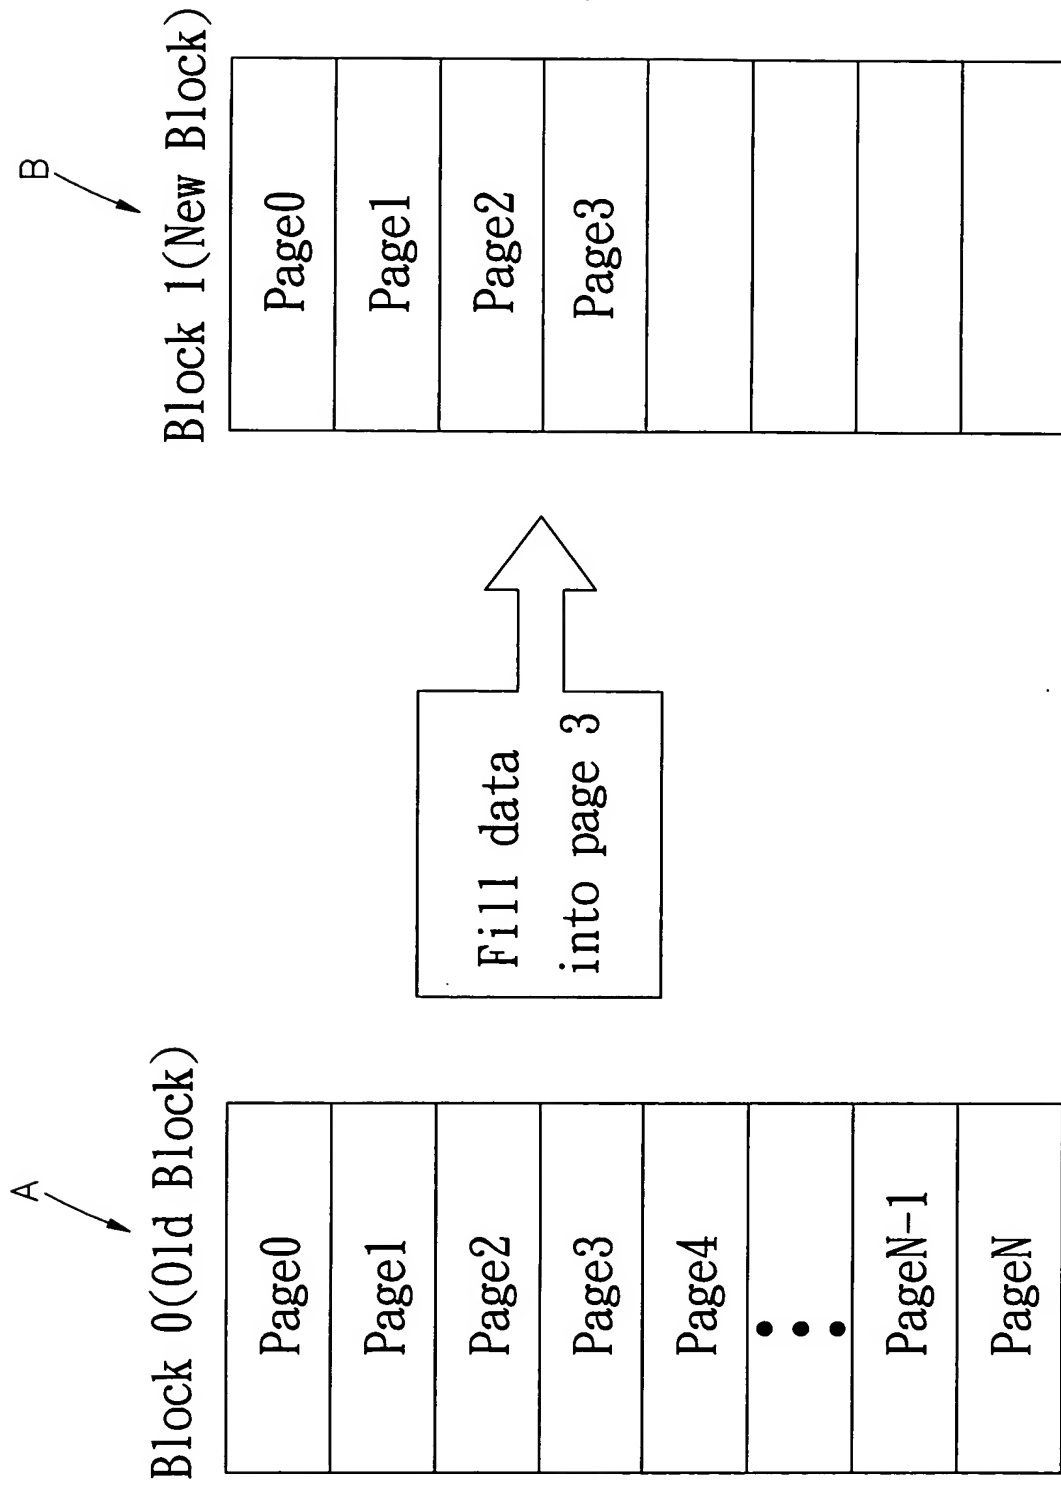 A
Block 0(Old Block)
Page0
Page1
Page2
Page3
Page4
PageN-1
PageN
Fill data
into page 3
B
Block 1(New Block)
Page0
Page1
Page2
Page3